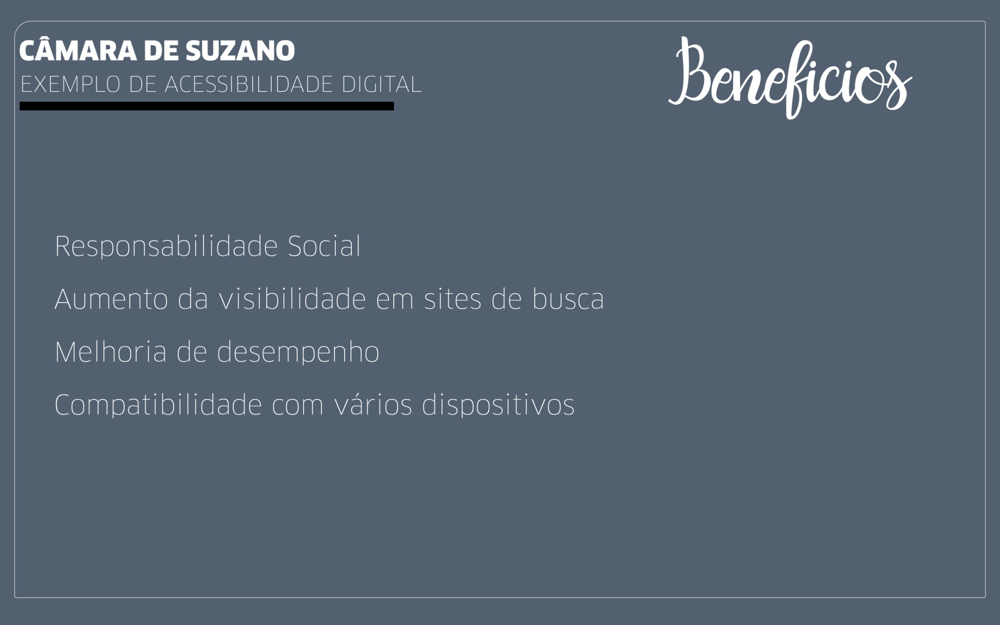 CÂMARA DE SUZANO
EXEMPLO DE ACESSIBILIDADE DIGITAL
Beneficios
Responsabilidade Social
Aumento da visibilidade em sites de busca
Melhoria de desempenho
Compatibilidade com vários dispositivos